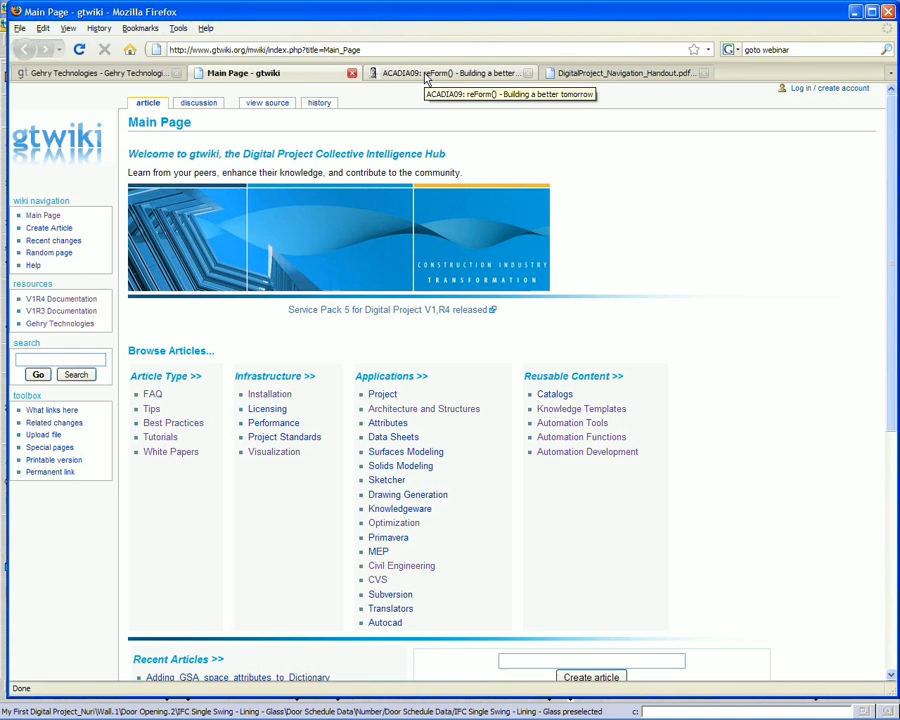 Main Page - gtwiki - Mozilla Firefox
File Edit View History Bookmarks Tools Help
http://www.gtwiki.org/mwiki/index.php?title=Main_Page
goto webinar
Gehry Technologies - Gehry Technologi...
Main Page - gtwiki
ACADIA09: reForm() - Building a better...
DigitalProject_Navigation_Handout.pdf...
ACADIA09: reForm() - Building a better tomorrow
Log in / create account
article discussion view source history
gtwiki
Main Page
Welcome to gtwiki, the Digital Project Collective Intelligence Hub
Learn from your peers, enhance their knowledge, and contribute to the community.
CONSTRUCTION INDUSTRY
TRANSFORMATION
Service Pack 5 for Digital Project V1,R4 released
wiki navigation
Main Page
Create Article
Recent changes
Random page
Help
resources
V1R4 Documentation
V1R3 Documentation
Gehry Technologies
search
Go Search
toolbox
What links here
Related changes
Upload file
Special pages
Printable version
Permanent link
Browse Articles...
Article Type >>
FAQ
Tips
Best Practices
Tutorials
White Papers
Infrastructure >>
Installation
Licensing
Performance
Project Standards
Visualization
Applications >>
Project
Architecture and Structures
Attributes
Data Sheets
Surfaces Modeling
Solids Modeling
Sketcher
Drawing Generation
Knowledgeware
Optimization
Primavera
MEP
Civil Engineering
CVS
Subversion
Translators
Autocad
Reusable Content >>
Catalogs
Knowledge Templates
Automation Tools
Automation Functions
Automation Development
Recent Articles >>
Adding GSA space attributes to Dictionary
Create article
Done
My First Digital Project_Nuri\Wall.1\Door Opening.2\IFC Single Swing - Lining - Glass\Door Schedule Data\Number/Door Schedule Data/IFC Single Swing - Lining - Glass preselected
c: